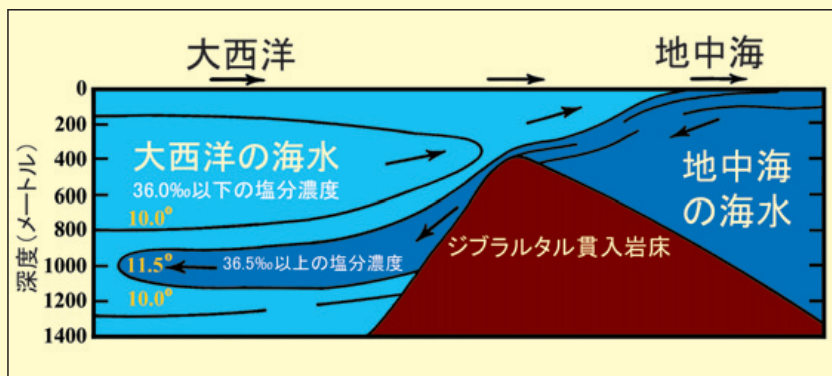 大西洋
地中海
0
200
400
600
800
1000
1200
1400
深度(メートル)
大西洋の海水
36.0‰以下の塩分濃度
10.0°
11.5°
36.5‰以上の塩分濃度
10.0°
ジブラルタル貫入岩床
地中海
の海水